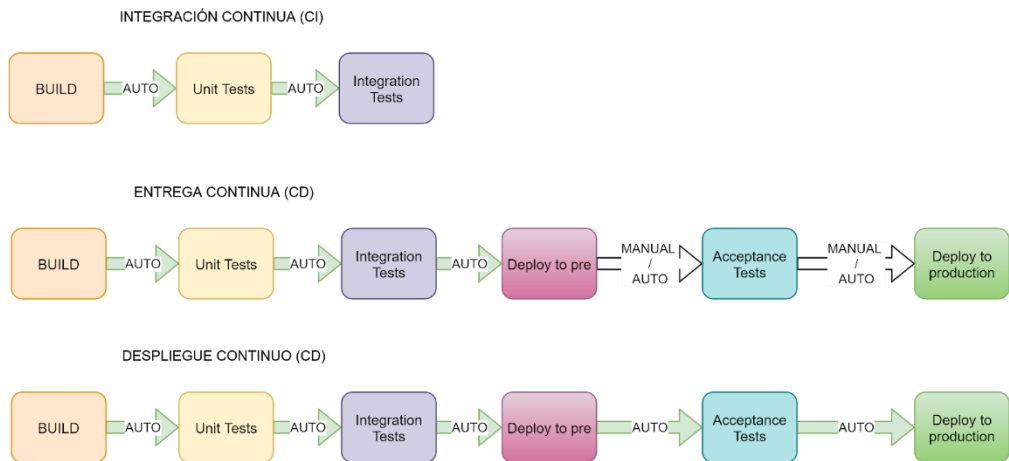 INTEGRACIÓN CONTINUA (CI)
BUILD
AUTO
Unit Tests
AUTO
Integration
Tests
ENTREGA CONTINUA (CD)
BUILD
AUTO
Unit Tests
AUTO
Integration
Tests
AUTO
Deploy to pre
MANUAL
/
AUTO
Acceptance
Tests
MANUAL
/
AUTO
Deploy to
production
DESPLIEGUE CONTINUO (CD)
BUILD
AUTO
Unit Tests
AUTO
Integration
Tests
AUTO
Deploy to pre
AUTO
Acceptance
Tests
AUTO
Deploy to
production